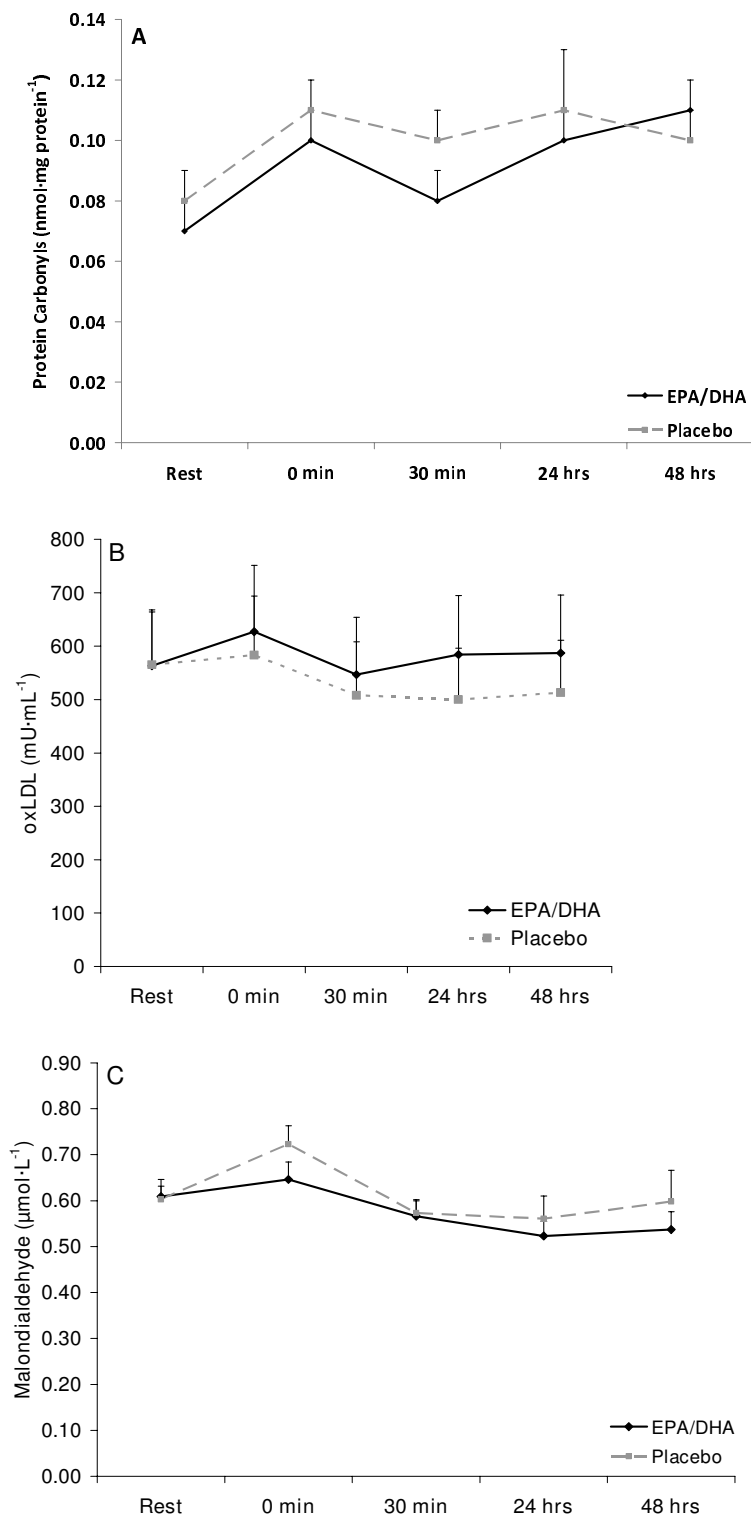 A
Protein Carbonyls (nmol·mg protein⁻¹)
0.14
0.12
0.10
0.08
0.06
0.04
0.02
0.00
EPA/DHA
Placebo
Rest 0 min 30 min 24 hrs 48 hrs
B
oxLDL (mU·mL⁻¹)
800
700
600
500
400
300
200
100
0
EPA/DHA
Placebo
Rest 0 min 30 min 24 hrs 48 hrs
C
Malondialdehyde (µmol·L⁻¹)
0.90
0.80
0.70
0.60
0.50
0.40
0.30
0.20
0.10
0.00
EPA/DHA
Placebo
Rest 0 min 30 min 24 hrs 48 hrs